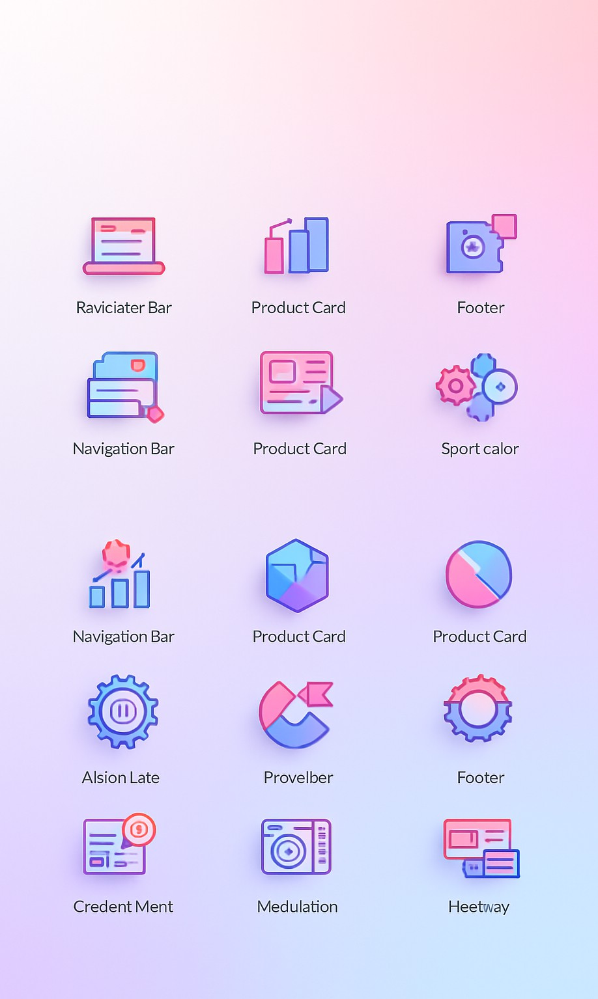 Raviciater Bar
Product Card
Footer
Navigation Bar
Product Card
Sport calor
Navigation Bar
Product Card
Product Card
Alsion Late
Provelber
Footer
9
Credent Ment
Medulation
Heetway